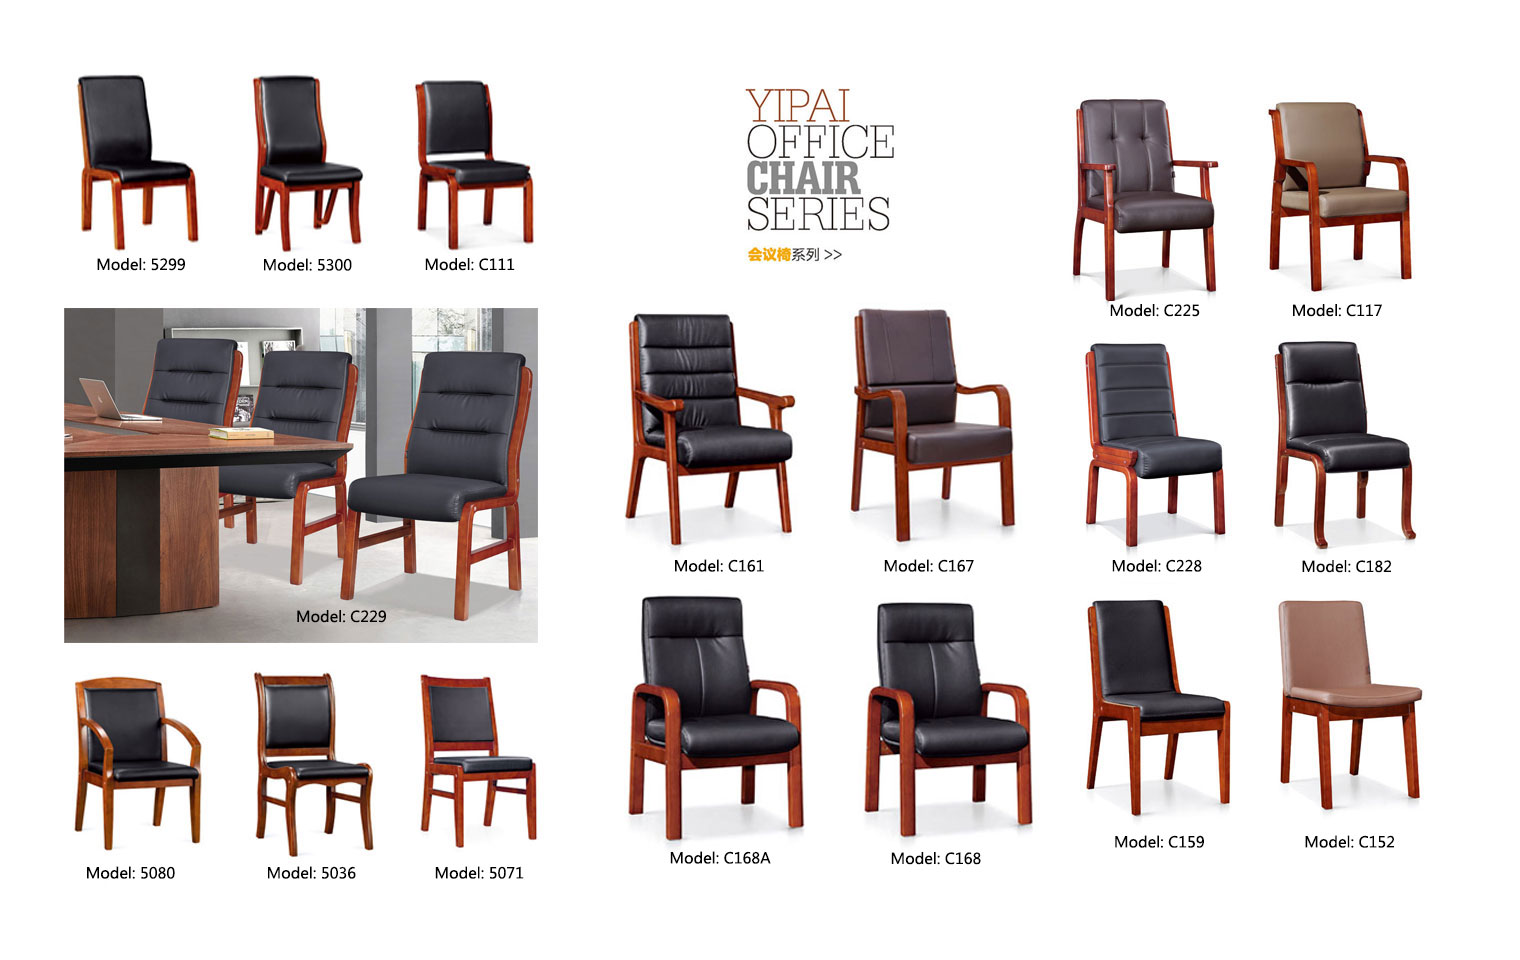 Model: 5299
Model: 5300
Model: C111
Model: C229
Model: 5080
Model: 5036
Model: 5071
YIPAI
OFFICE
CHAIR
SERIES
会议椅系列 >>
Model: C161
Model: C167
Model: C168A
Model: C168
Model: C225
Model: C117
Model: C228
Model: C182
Model: C159
Model: C152